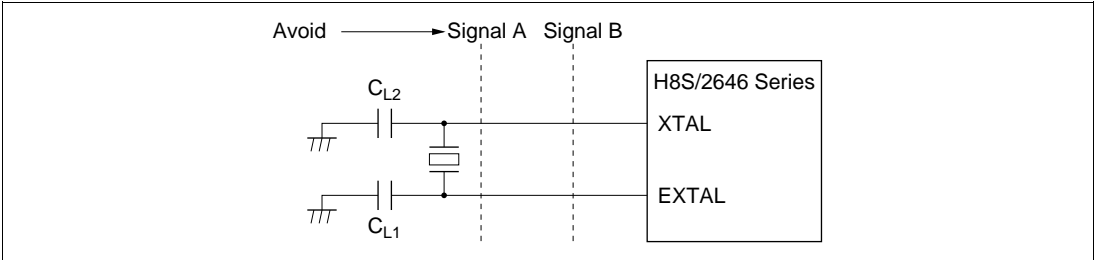 Avoid Signal A Signal B
H8S/2646 Series
CL2
XTAL
EXTAL
CL1